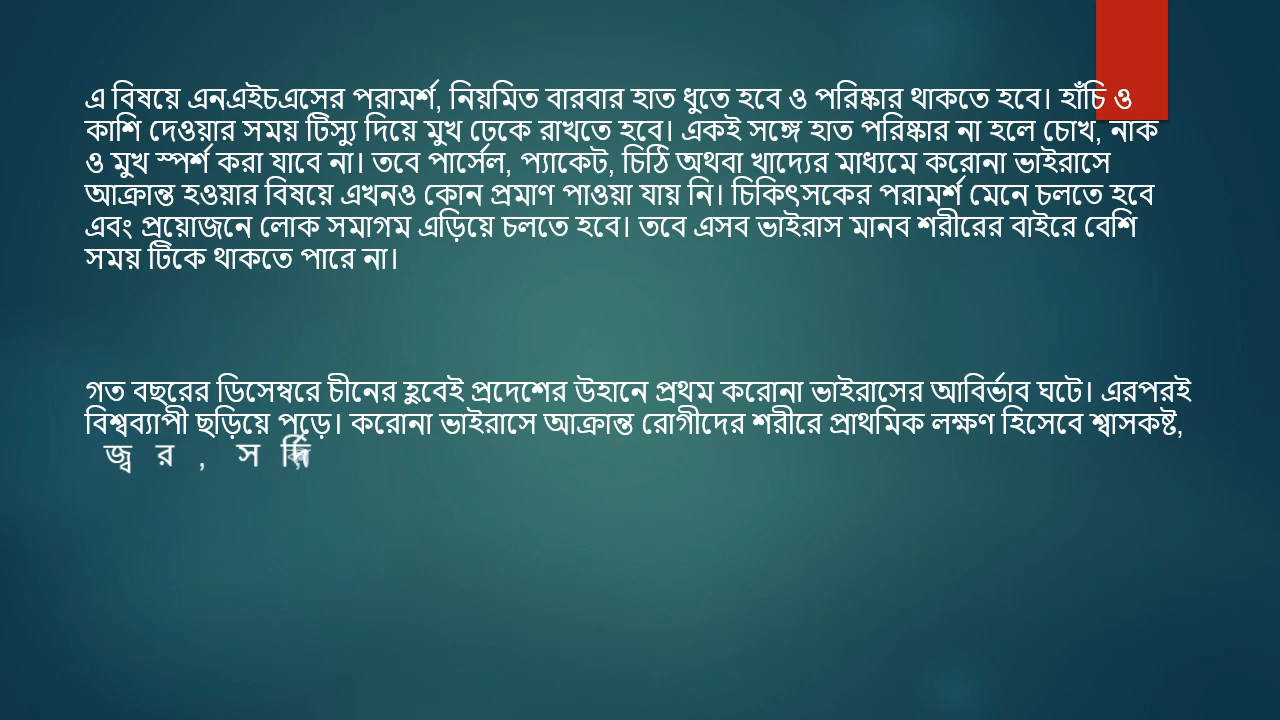 এ বিষয়ে এনএইচএসের পরামর্শ, নিয়মিত বারবার হাত ধুতে হবে ও পরিষ্কার থাকতে হবে। হাঁচি ও
কাশি দেওয়ার সময় টিস্যু দিয়ে মুখ ঢেকে রাখতে হবে। একই সঙ্গে হাত পরিষ্কার না হলে চোখ, নাক
ও মুখ স্পর্শ করা যাবে না। তবে পার্সেল, প্যাকেট, চিঠি অথবা খাদ্যের মাধ্যমে করোনা ভাইরাসে
আক্রান্ত হওয়ার বিষয়ে এখনও কোন প্রমাণ পাওয়া যায় নি। চিকিৎসকের পরামর্শ মেনে চলতে হবে
এবং প্রয়োজনে লোক সমাগম এড়িয়ে চলতে হবে। তবে এসব ভাইরাস মানব শরীরের বাইরে বেশি
সময় টিকে থাকতে পারে না।
গত বছরের ডিসেম্বরে চীনের হুবেই প্রদেশের উহানে প্রথম করোনা ভাইরাসের আবির্ভাব ঘটে। এরপরই
বিশ্বব্যাপী ছড়িয়ে পড়ে। করোনা ভাইরাসে আক্রান্ত রোগীদের শরীরে প্রাথমিক লক্ষণ হিসেবে শ্বাসকষ্ট,
জ্বর, সর্দি